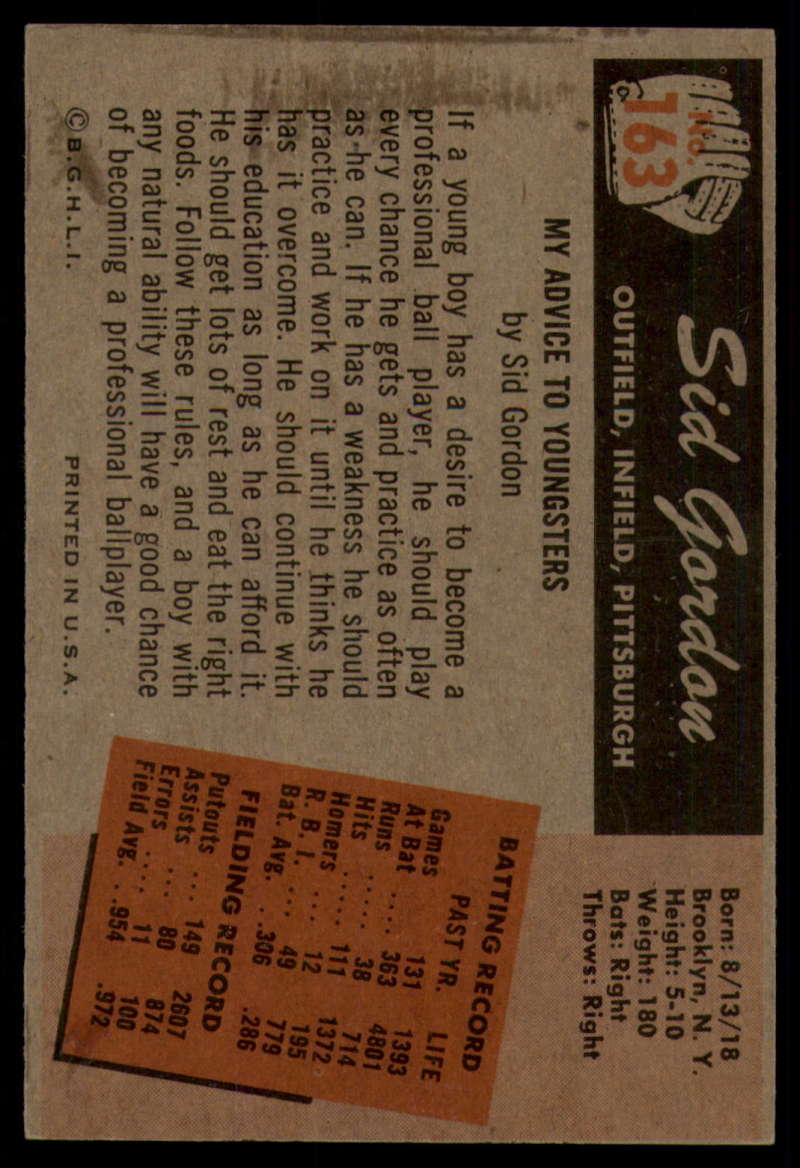 No.
163
Sid Gordon
OUTFIELD, INFIELD, PITTSBURGH
Born: 8/13/18
Brooklyn, N. Y.
Height: 5-10
Weight: 180
Bats: Right
Throws: Right
MY ADVICE TO YOUNGSTERS
by Sid Gordon
If a young boy has a desire to become a
professional ball player, he should play
every chance he gets and practice as often
as he can. If he has a weakness he should
practice and work on it until he thinks he
has it overcome. He should continue with
his education as long as he can afford it.
He should get lots of rest and eat the right
foods. Follow these rules, and a boy with
any natural ability will have a good chance
of becoming a professional ballplayer.
© B.G.H.L.I. PRINTED IN U.S.A.
BATTING RECORD
PAST YR. LIFE
Games 131 1393
At Bat .... 363 4801
Runs ..... 38 714
Hits ..... 111 1372
Homers ... 12 195
R. B. I. ... 49 779
Bat. Avg. . .306 .286
FIELDING RECORD
Putouts ... 149 2607
Assists ... 80 874
Errors .... 11 100
Field Avg. . .954 .972